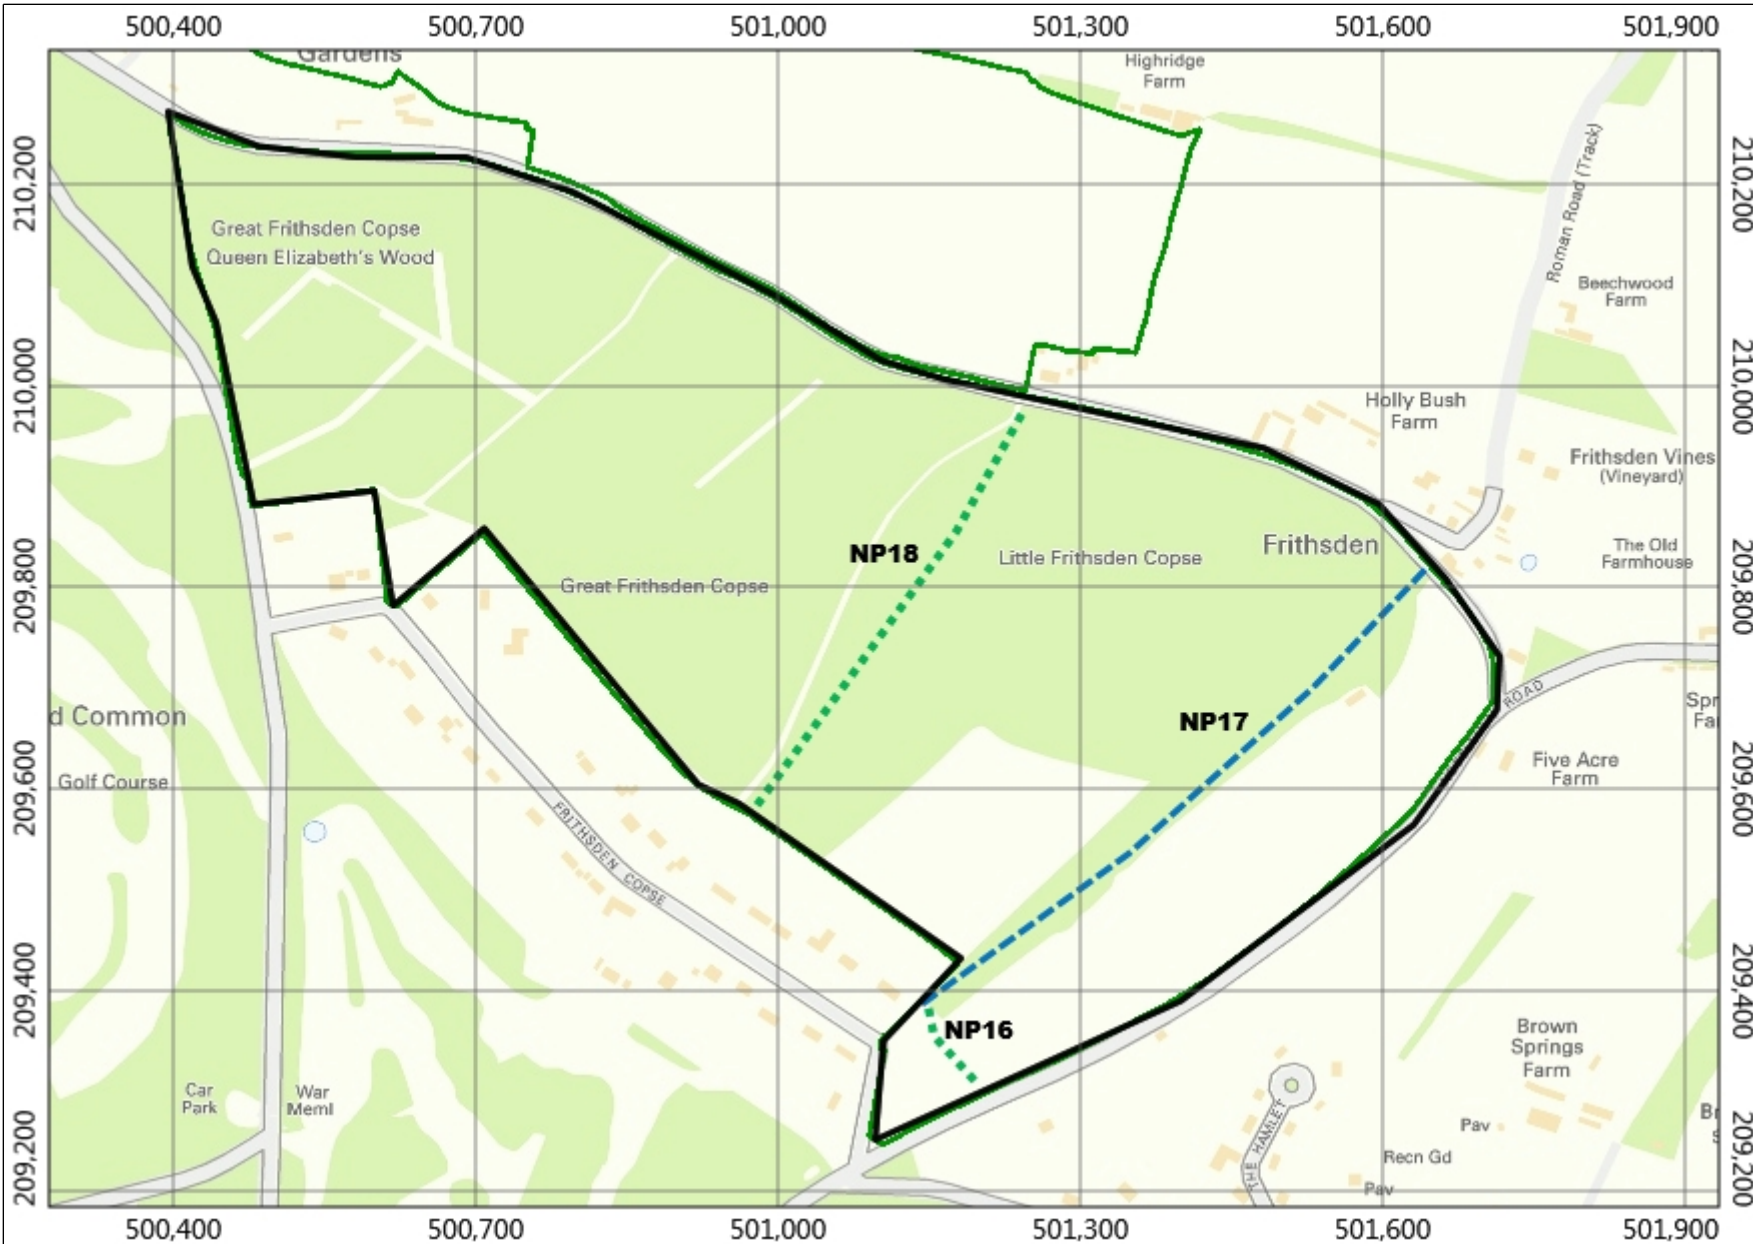 500,400 500,700 501,000 501,300 501,600 501,900
Gardens
Highridge
Farm
Roman Road (Track)
210,200
210,200
Great Frithsden Copse
Queen Elizabeth's Wood
Beechwood
Farm
210,000
210,000
Holly Bush
Farm
Frithsden Vines
(Vineyard)
NP18
Little Frithsden Copse
Frithsden
The Old
Farmhouse
209,800
209,800
Great Frithsden Copse
ROAD
d Common
NP17
Spr
Fa
Golf Course
Five Acre
Farm
209,600
209,600
FRITHSDEN COPSE
209,400
209,400
NP16
Brown
Springs
Farm
Car
Park
War
Meml
THE HAMLET
Pav
Br
s
Recn Gd
Pav
209,200
209,200
500,400 500,700 501,000 501,300 501,600 501,900